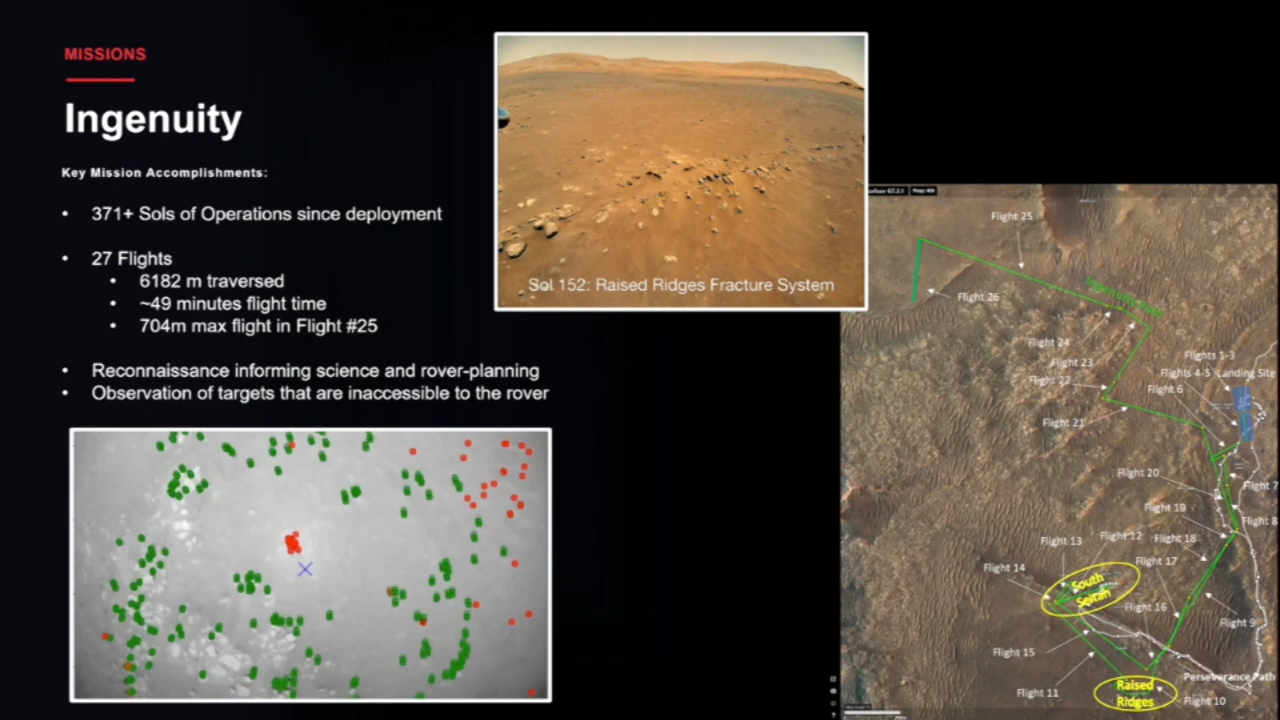 MISSIONS
Ingenuity
Key Mission Accomplishments:
• 371+ Sols of Operations since deployment
• 27 Flights
• 6182 m traversed
• ~49 minutes flight time
• 704m max flight in Flight #25
• Reconnaissance informing science and rover-planning
• Observation of targets that are inaccessible to the rover
Sol 152: Raised Ridges Fracture System
Flight 25
Flight 26
Flight 24
Flight 23
Flight 22
Flight 21
Flights 1-3
Flights 4-5
Landing Site
Flight 6
Flight 20
Flight 7
Flight 19
Flight 8
Flight 13
Flight 12
Flight 18
Flight 14
Flight 17
South
Seitah
Flight 16
Flight 9
Flight 15
Perseverance Path
Flight 11
Raised
Ridges
Flight 10